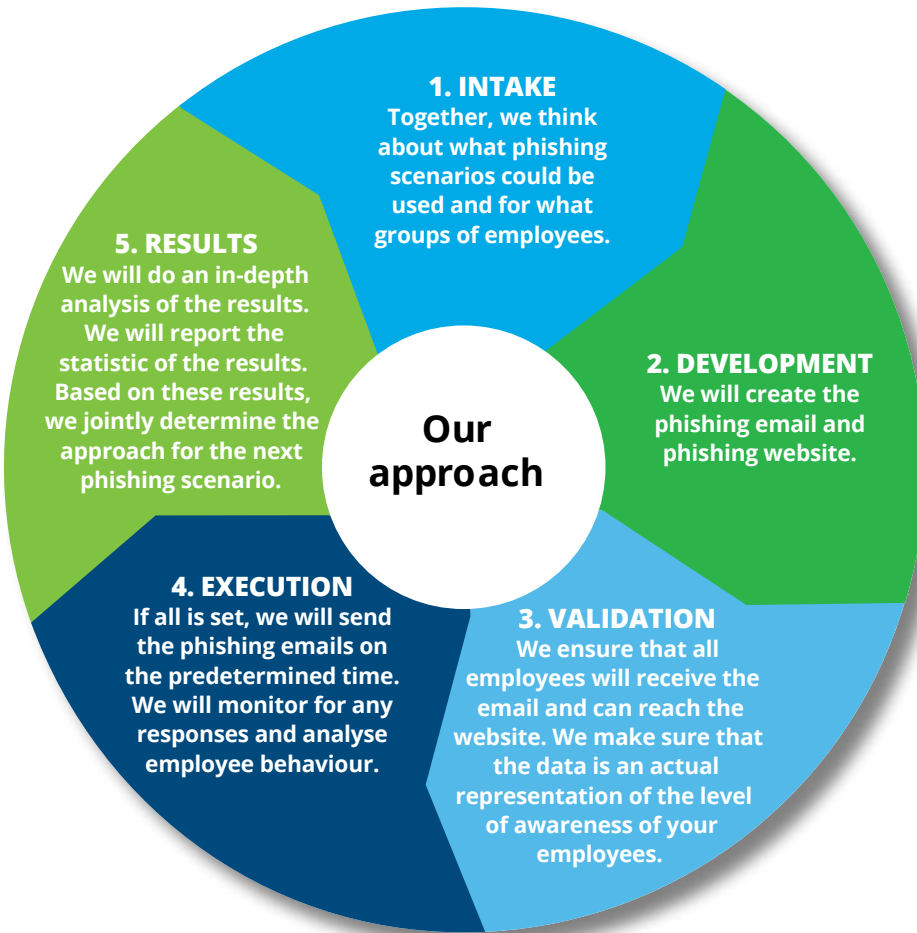 1. INTAKE
Together, we think
about what phishing
scenarios could be
used and for what
groups of employees.
2. DEVELOPMENT
We will create the
phishing email and
phishing website.
3. VALIDATION
We ensure that all
employees will receive the
email and can reach the
website. We make sure that
the data is an actual
representation of the level
of awareness of your
employees.
4. EXECUTION
If all is set, we will send
the phishing emails on
the predetermined time.
We will monitor for any
responses and analyse
employee behaviour.
5. RESULTS
We will do an in-depth
analysis of the results.
We will report the
statistic of the results.
Based on these results,
we jointly determine the
approach for the next
phishing scenario.
Our
approach